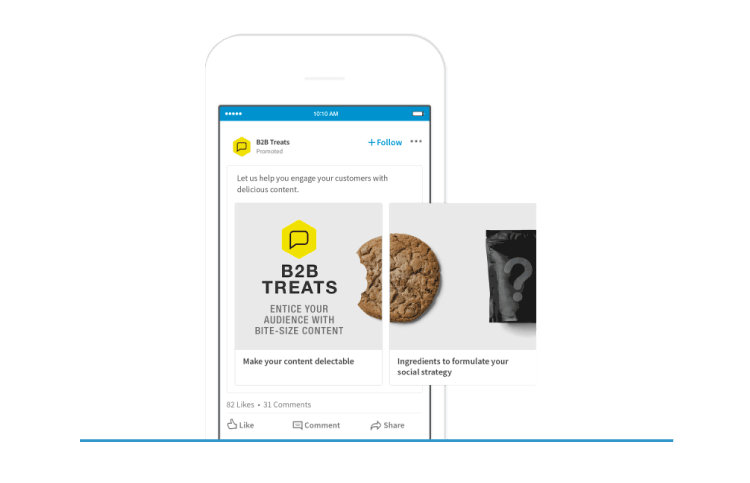 10:10 AM
B2B Treats
Promoted
+ Follow
Let us help you engage your customers with
delicious content.
B2B
TREATS
ENTICE YOUR
AUDIENCE WITH
BITE-SIZE CONTENT
?
Make your content delectable
Ingredients to formulate your
social strategy
82 Likes • 31 Comments
Like
Comment
Share